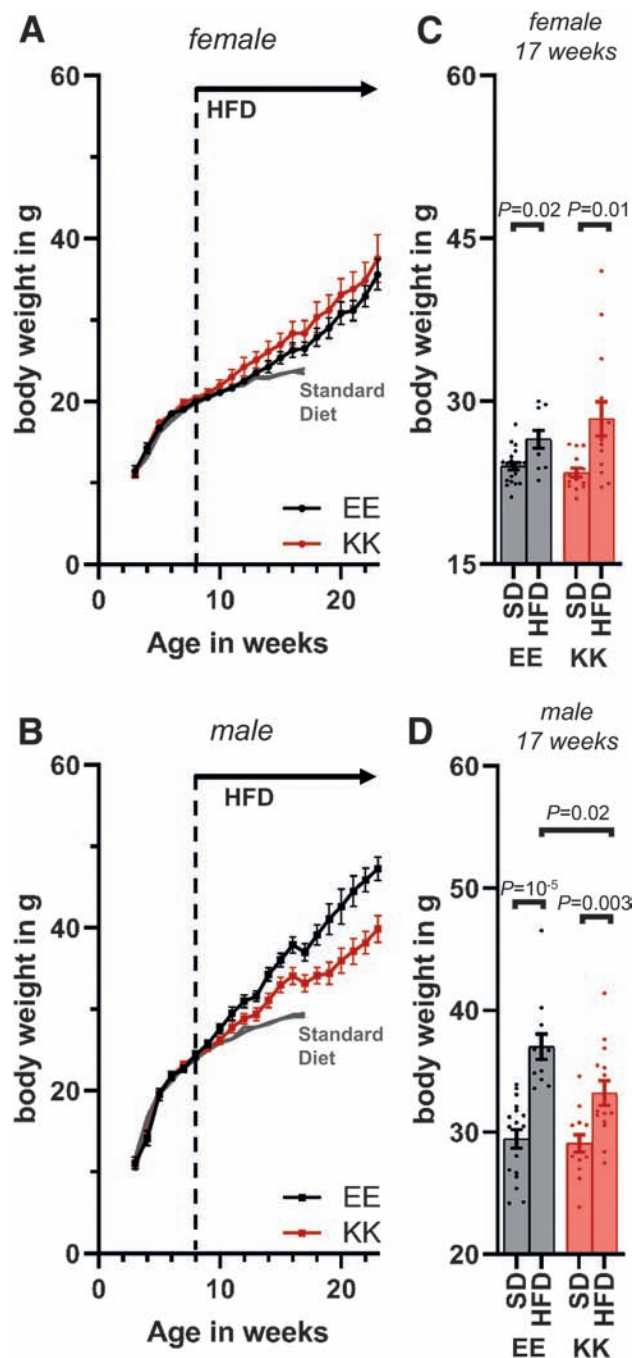 A
female
60
HFD
40
20
0
body weight in g
Standard
Diet
EE
KK
0
10
20
Age in weeks
C
female
17 weeks
60
45
30
15
body weight in g
P=0.02
P=0.01
SD
HFD
SD
HFD
EE
KK
B
male
60
HFD
40
20
0
body weight in g
Standard
Diet
EE
KK
0
10
20
Age in weeks
D
male
17 weeks
60
50
40
30
20
body weight in g
P=0.02
P=10⁻⁵
P=0.003
SD
HFD
SD
HFD
EE
KK